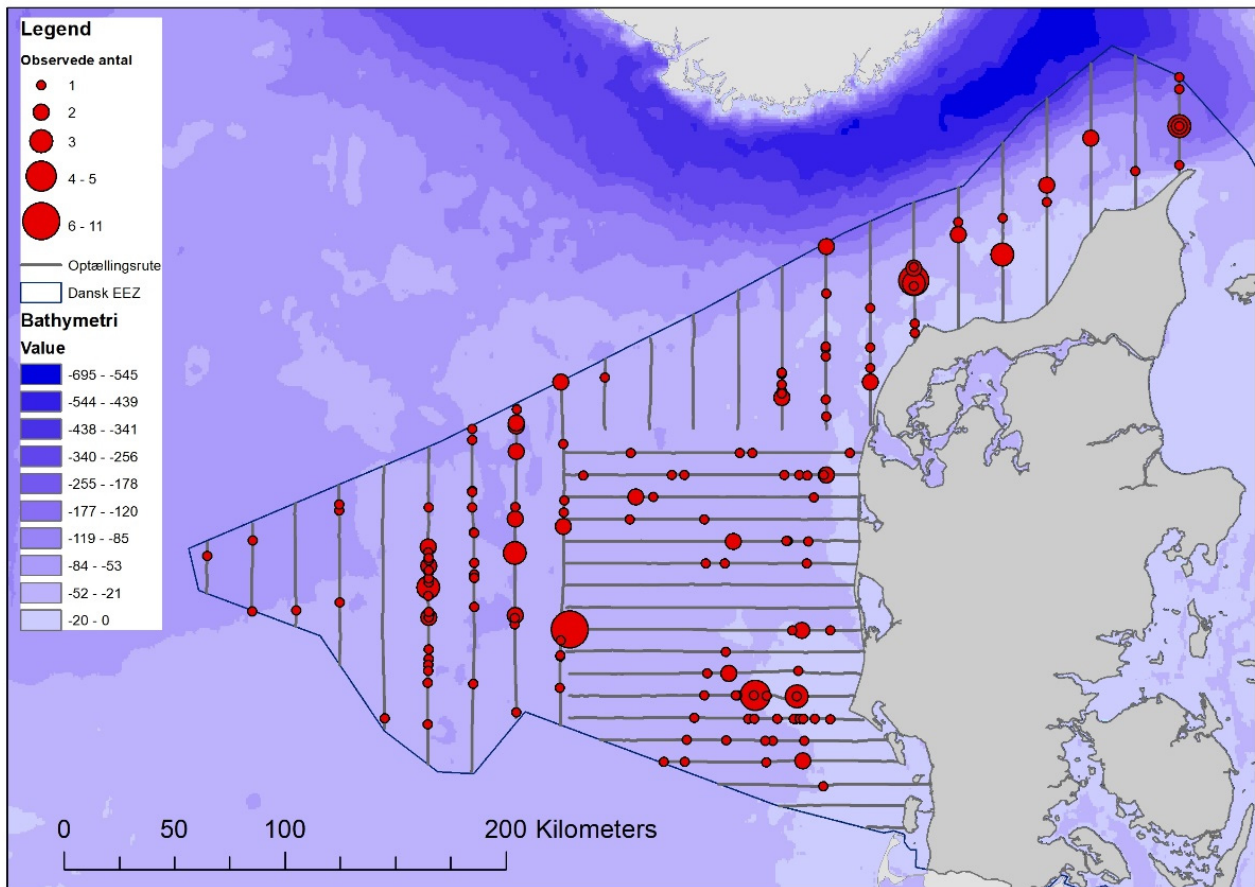 Legend
Observede antal
1
2
3
4 - 5
6 - 11
Optællingsrute
Dansk EEZ
Bathymetri
Value
-695 - -545
-544 - -439
-438 - -341
-340 - -256
-255 - -178
-177 - -120
-119 - -85
-84 - -53
-52 - -21
-20 - 0
0 50 100 200 Kilometers